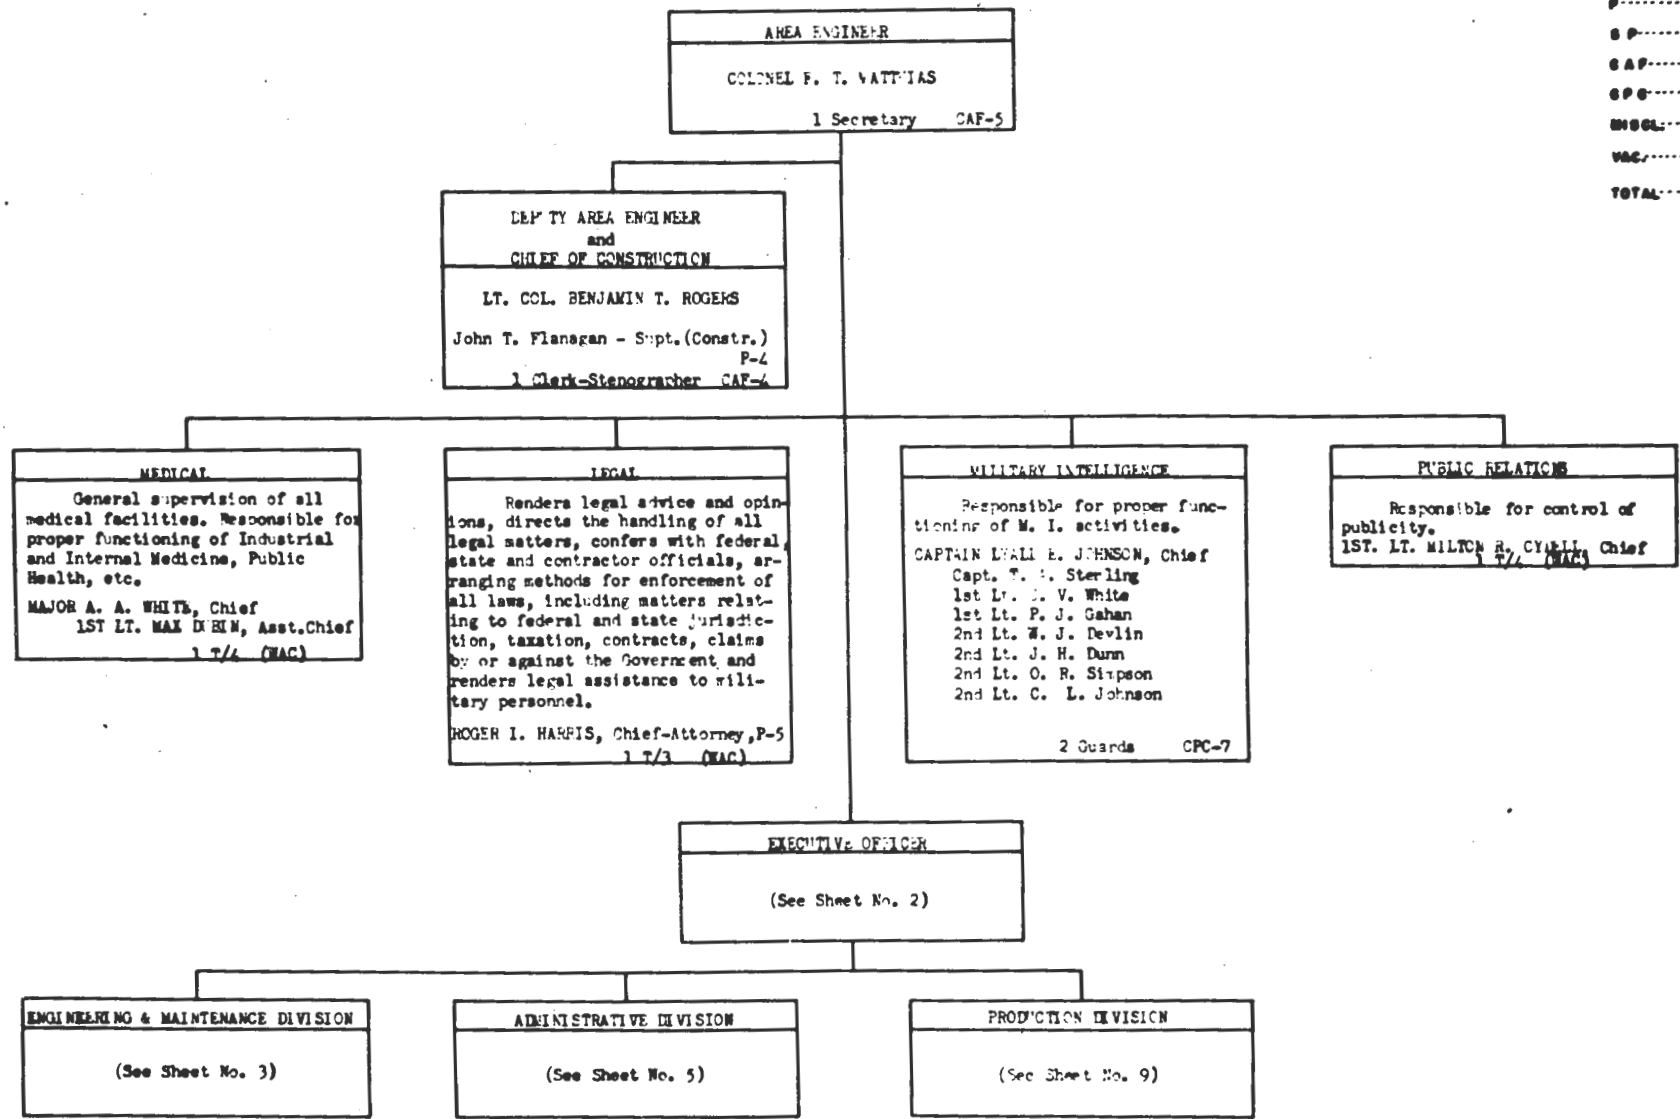 AREA ENGINEER
COLONEL F. T.
1 Secretary CAF-5
P
S P
C A F
C P C
MISCL.
WAC.
TOTAL
DEPUTY AREA ENGINEER
and
CHIEF OF CONSTRUCTION
LT. COL. BENJAMIN T. ROGERS
John T. Flanagan - Supt.(Constr.)
P-4
1 Clerk-Stenographer CAF-4
MEDICAL
General supervision of all
medical facilities. Responsible for
proper functioning of Industrial
and Internal Medicine, Public
Health, etc.
MAJOR A. A. WHITE, Chief
1ST LT. MAX DUBIN, Asst.Chief
1 T/4 (WAC)
LEGAL
Renders legal advice and opin-
ions, directs the handling of all
legal matters, confers with federal,
state and contractor officials, ar-
ranging methods for enforcement of
all laws, including matters relat-
ing to federal and state jurisdic-
tion, taxation, contracts, claims
by or against the Government and
renders legal assistance to mili-
tary personnel.
ROGER I. HARRIS, Chief-Attorney,P-5
1 T/3 (WAC)
MILITARY INTELLIGENCE
Responsible for proper func-
tioning of M. I. activities.
CAPTAIN LYALL E. JOHNSON, Chief
Capt. T. Sterling
1st Lt. V. White
1st Lt. P. J. Gahan
2nd Lt. W. J. Devlin
2nd Lt. J. H. Dunn
2nd Lt. O. R. Simpson
2nd Lt. C. L. Johnson
2 Guards CPC-7
PUBLIC RELATIONS
Responsible for control of
publicity.
1ST. LT. MILTON R. Chief
1 T/4 (WAC)
EXECUTIVE OFFICER
(See Sheet No. 2)
ENGINEERING & MAINTENANCE DIVISION
(See Sheet No. 3)
ADMINISTRATIVE DIVISION
(See Sheet No. 5)
PRODUCTION DIVISION
(See Sheet No. 9)